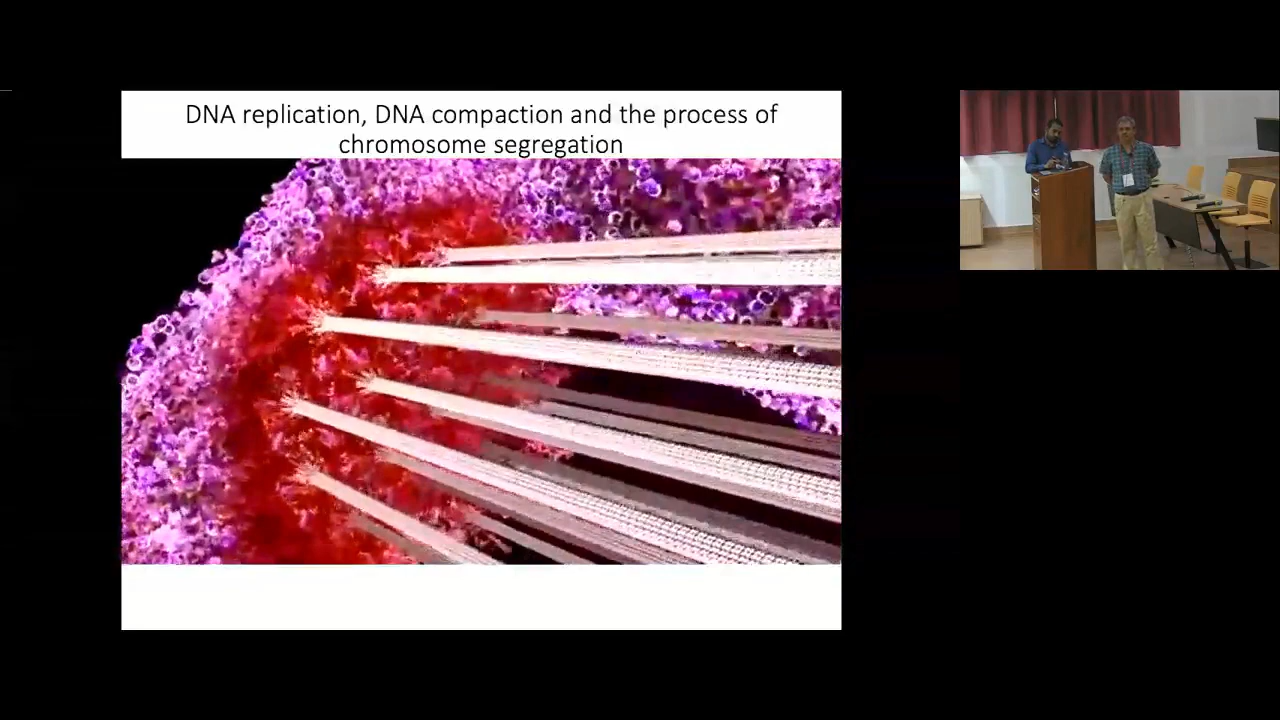 DNA replication, DNA compaction and the process of
chromosome segregation